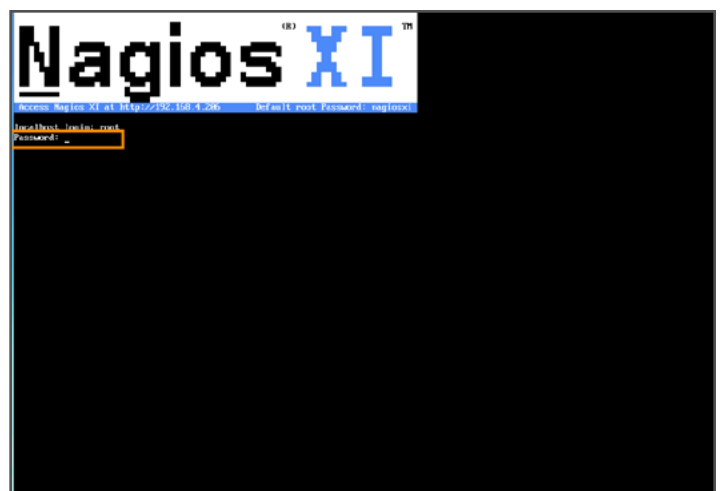 Nagios (R) XI TM
Access Nagios XI at http://192.168.4.206 Default root Password: nagiosxi
localhost login: root
Password: _